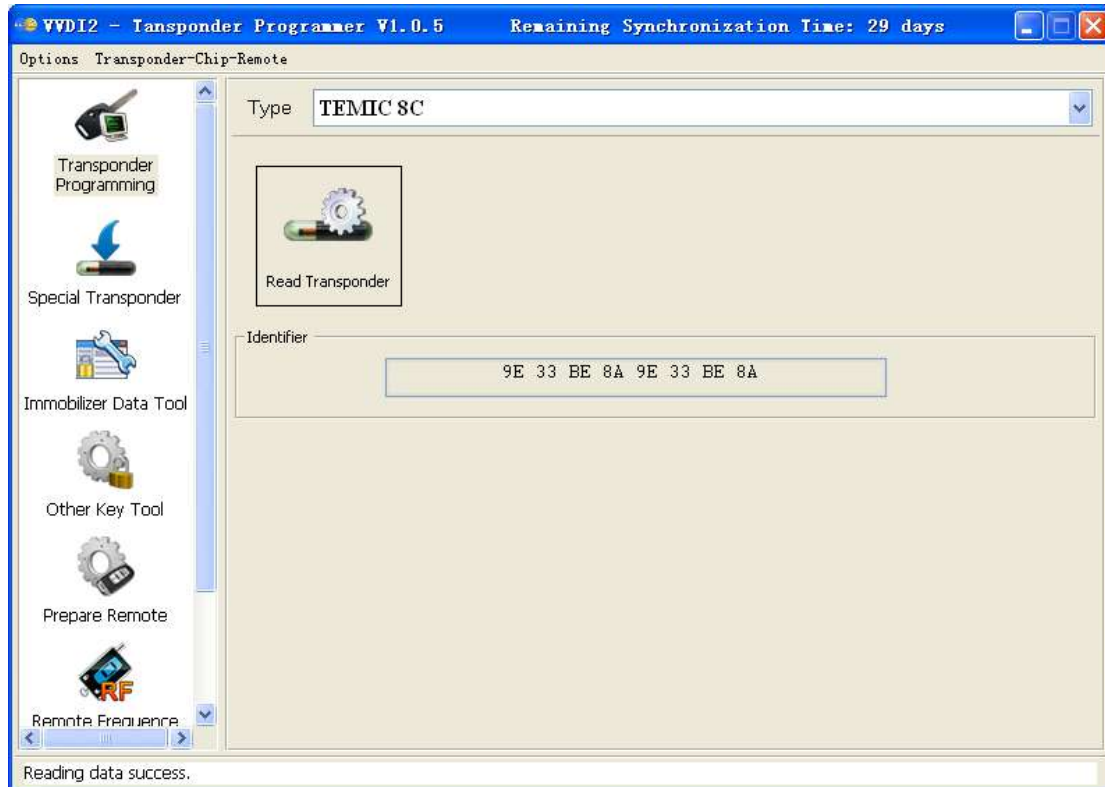 VVDI2 - Tansponder Programmer V1.0.5 Remaining Synchronization Time: 29 days
Options Transponder-Chip-Remote
Type TEMIC 8C
Transponder
Programming
Read Transponder
Special Transponder
Identifier
9E 33 BE 8A 9E 33 BE 8A
Immobilizer Data Tool
Other Key Tool
Prepare Remote
RF
Remote Frequence
Reading data success.